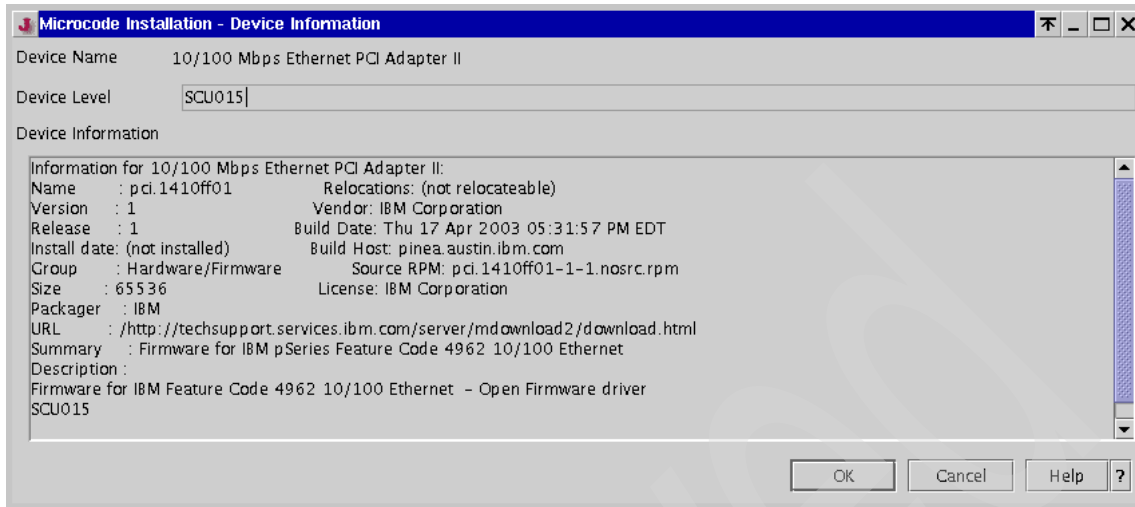 Microcode Installation - Device Information
Device Name 10/100 Mbps Ethernet PCI Adapter II
Device Level SCU015
Device Information
Information for 10/100 Mbps Ethernet PCI Adapter II:
Name : pci.1410ff01 Relocations: (not relocateable)
Version : 1 Vendor: IBM Corporation
Release : 1 Build Date: Thu 17 Apr 2003 05:31:57 PM EDT
Install date: (not installed) Build Host: pinea.austin.ibm.com
Group : Hardware/Firmware Source RPM: pci.1410ff01-1-1.nosrc.rpm
Size : 65536 License: IBM Corporation
Packager : IBM
URL : /http://techsupport.services.ibm.com/server/mdownload2/download.html
Summary : Firmware for IBM pSeries Feature Code 4962 10/100 Ethernet
Description :
Firmware for IBM Feature Code 4962 10/100 Ethernet - Open Firmware driver
SCU015
OK Cancel Help ?